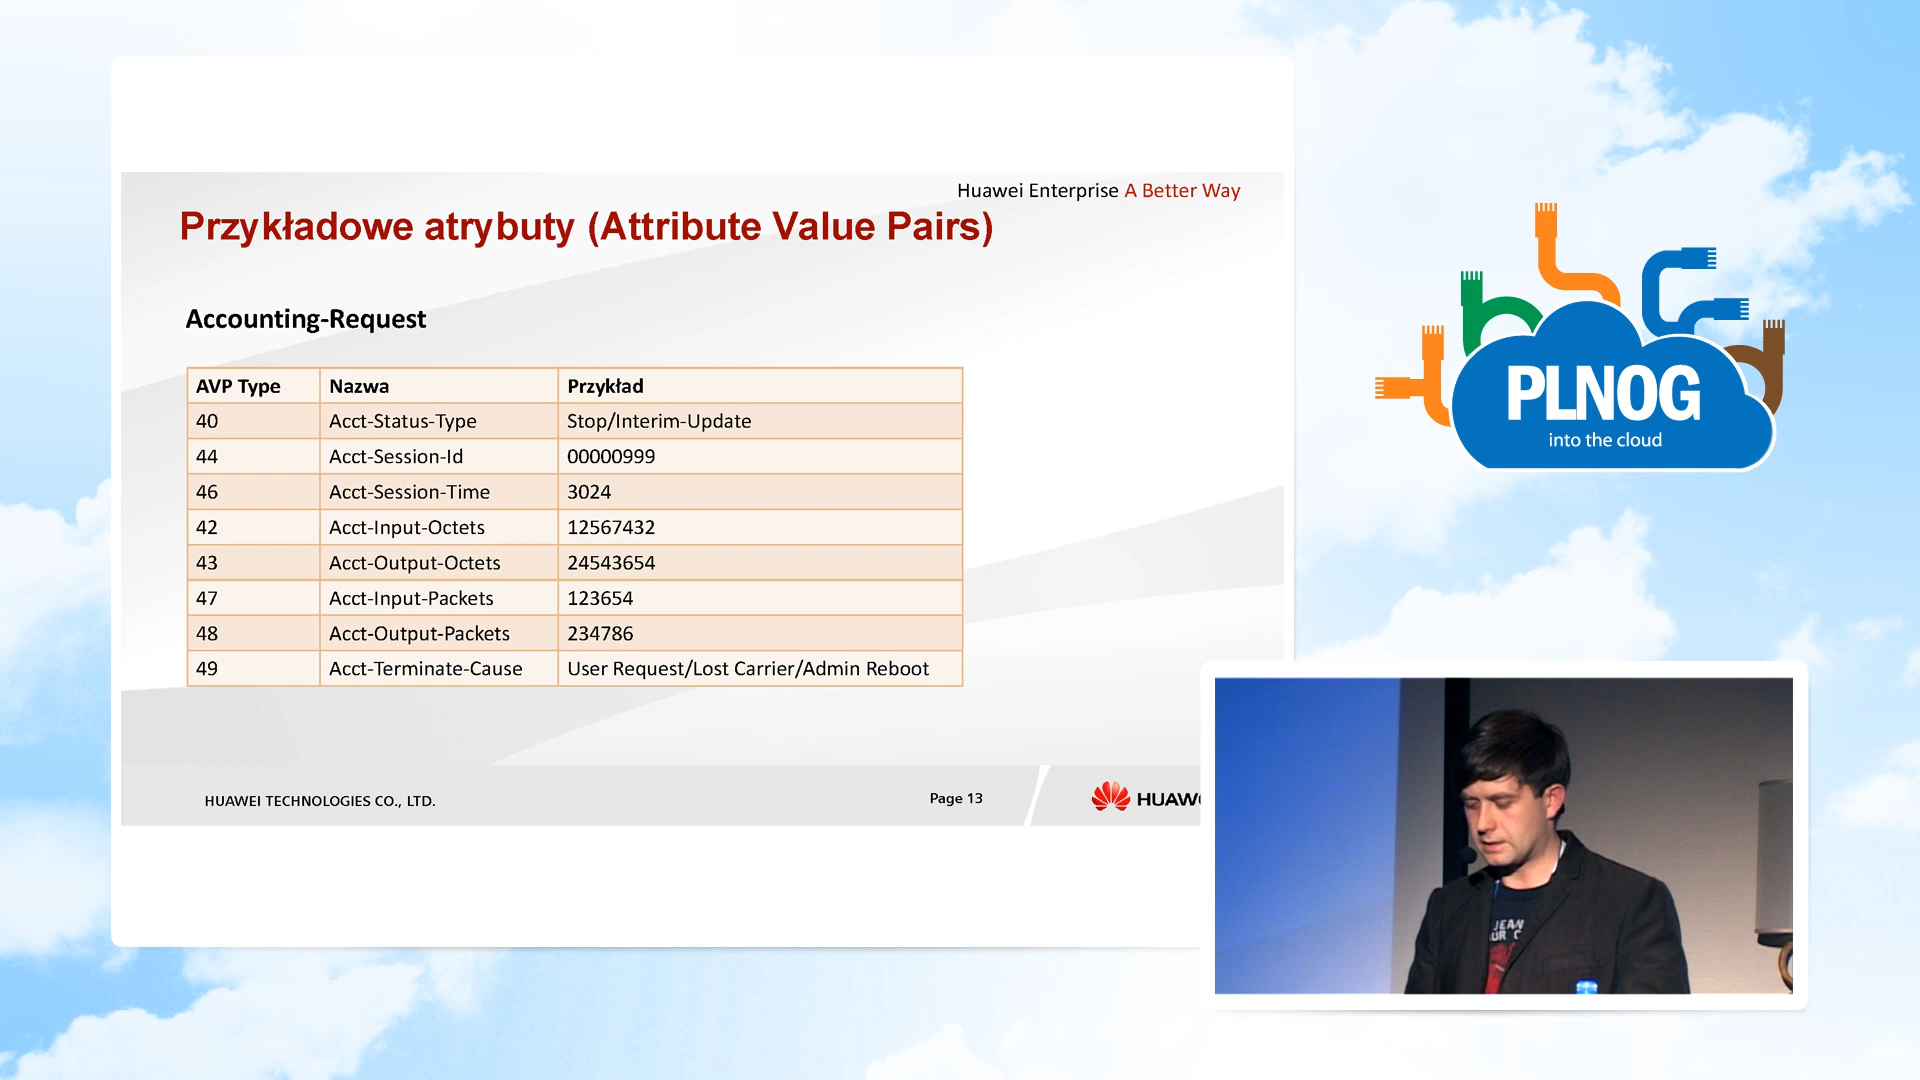 Huawei Enterprise A Better Way
Przykładowe atrybuty (Attribute Value Pairs)
Accounting-Request
AVP Type Nazwa Przykład
40 Acct-Status-Type Stop/Interim-Update
44 Acct-Session-Id 00000999
46 Acct-Session-Time 3024
42 Acct-Input-Octets 12567432
43 Acct-Output-Octets 24543654
47 Acct-Input-Packets 123654
48 Acct-Output-Packets 234786
49 Acct-Terminate-Cause User Request/Lost Carrier/Admin Reboot
HUAWEI TECHNOLOGIES CO., LTD.
Page 13
PLNOG
into the cloud